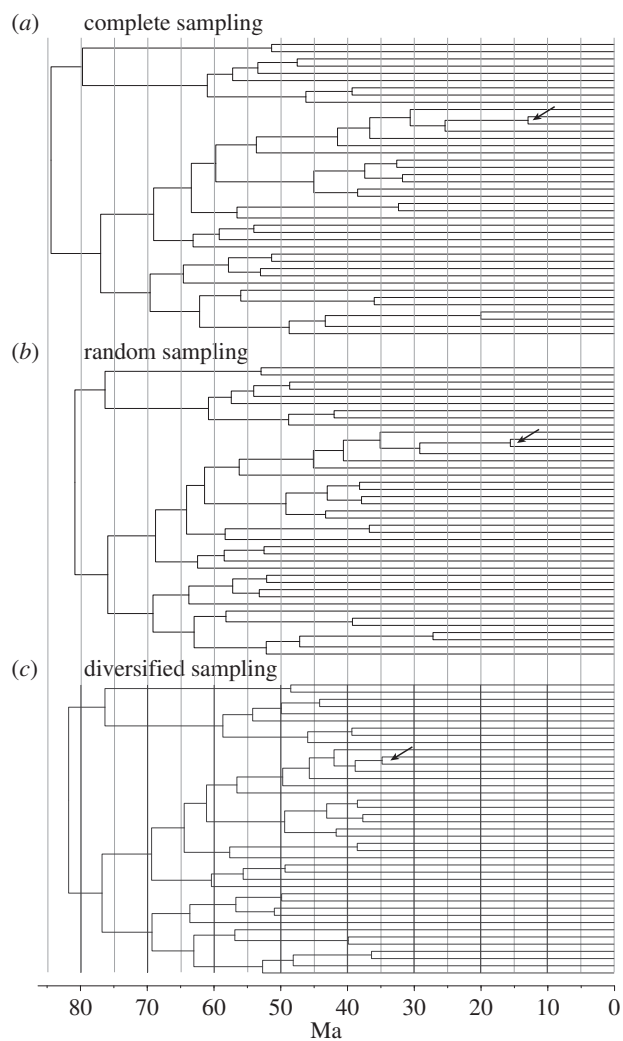 (a) complete sampling
(b) random sampling
(c) diversified sampling
80 70 60 50 40 30 20 10 0
Ma